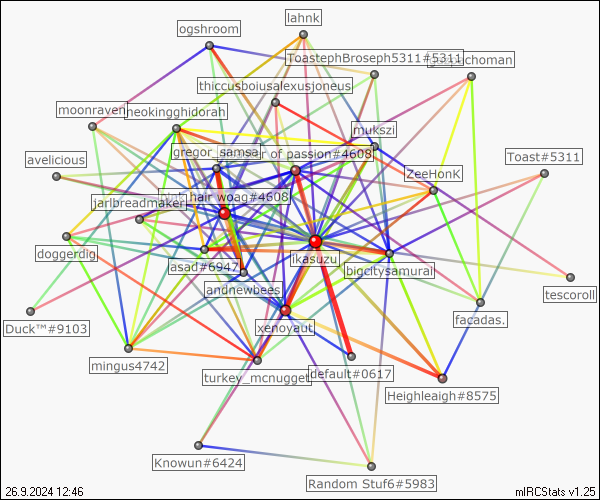 lahnk
ogshroom
ToastephBroseph5311#5311
choman
thiccusboiusalexusjoneus
moonraven
neokingghidorah
mukszi
gregor_samsa
r of passion#4608
avelicious
ZeeHonK
Toast#5311
hair woag#4608
jarlbreadmaker
doggerdig
ikasuzu
asad#6947
bigcitysamurai
andnewbees
tescoroll
facadas.
Duck™#9103
xenoyaut
mingus4742
turkey_mcnugget
default#0617
Heighleaigh#8575
Knowun#6424
Random Stuf6#5983
26.9.2024 12:46
mIRCStats v1.25